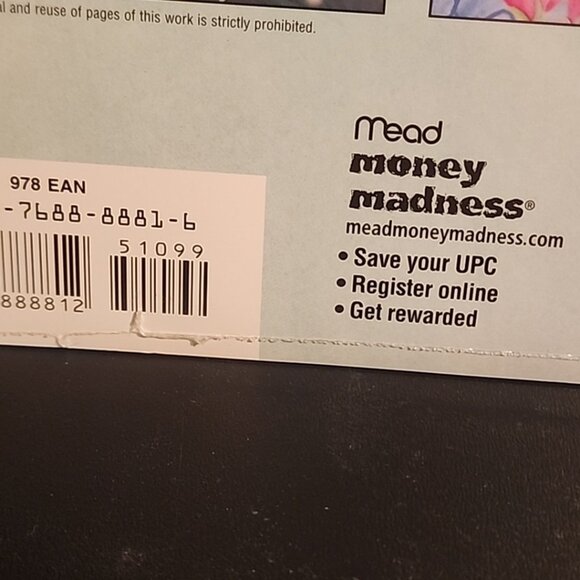 al and reuse of pages of this work is strictly prohibited.
978 EAN
-7688-8881-6
51099
888812
Mead
money
madness®
meadmoneymadness.com
• Save your UPC
• Register online
• Get rewarded